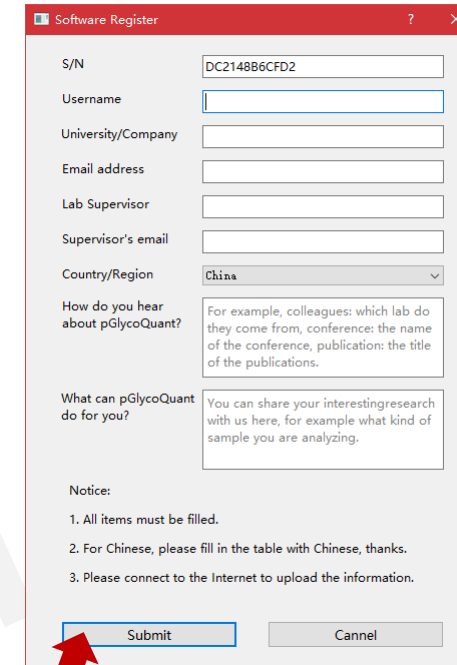 Software Register ? ×
S/N DC2148B6CFD2
Username
University/Company
Email address
Lab Supervisor
Supervisor's email
Country/Region China
How do you hear
about pGlycoQuant?
For example, colleagues: which lab do
they come from, conference: the name
of the conference, publication: the title
of the publications.
What can pGlycoQuant
do for you?
You can share your interestingresearch
with us here, for example what kind of
sample you are analyzing.
Notice:
1. All items must be filled.
2. For Chinese, please fill in the table with Chinese, thanks.
3. Please connect to the Internet to upload the information.
Submit Cannel